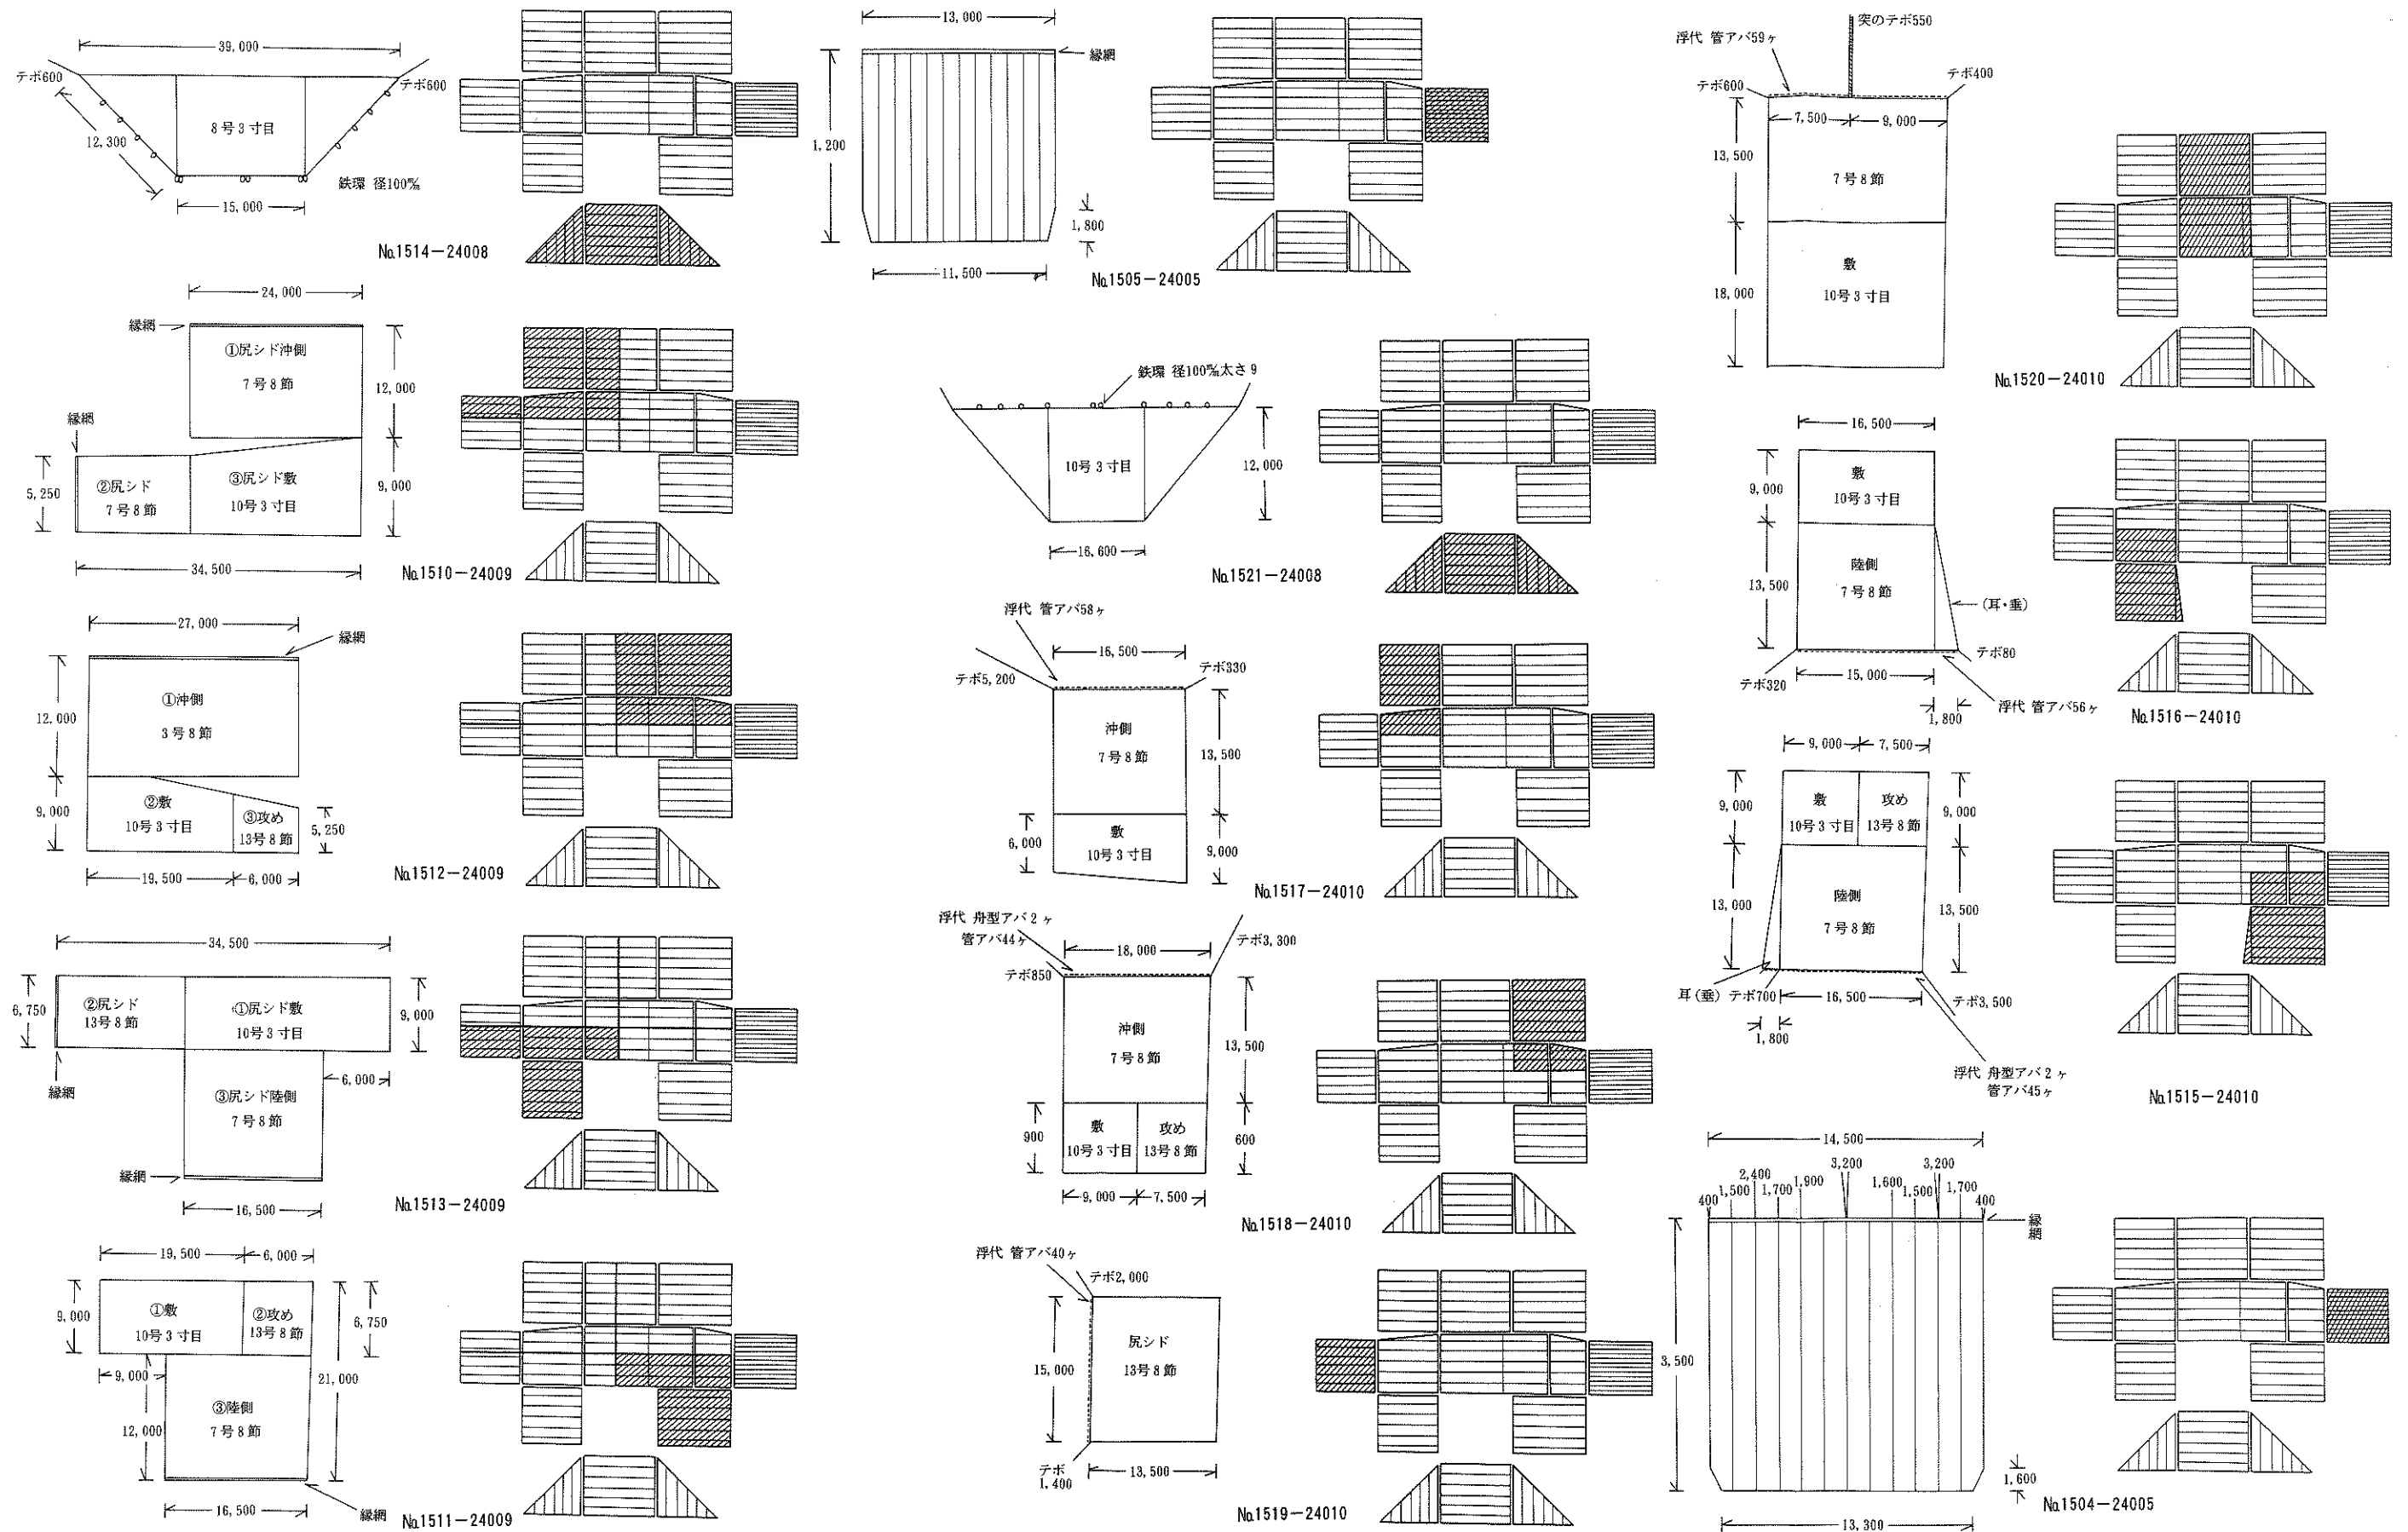 39,000
テボ600
テボ600
8号3寸目
12,300
鉄環 径100㎜
15,000
No.1514－24008
24,000
縁網
①尻シド沖側
7号8節
12,000
縁網
5,250
②尻シド
7号8節
③尻シド敷
10号3寸目
9,000
34,500
No.1510－24009
27,000
縁網
①沖側
3号8節
12,000
9,000
②敷
10号3寸目
③攻め
13号8節
5,250
19,500
6,000
No.1512－24009
34,500
6,750
②尻シド
13号8節
①尻シド敷
10号3寸目
9,000
縁網
6,000
③尻シド陸側
7号8節
縁網
16,500
No.1513－24009
19,500
6,000
9,000
①敷
10号3寸目
②攻め
13号8節
6,750
9,000
21,000
12,000
③陸側
7号8節
16,500
縁網
No.1511－24009
13,000
縁網
1,200
1,800
11,500
No.1505－24005
鉄環 径100㎜太さ9
10号3寸目
12,000
16,600
No.1521－24008
浮代 管アバ58ヶ
16,500
テボ5,200
テボ330
沖側
7号8節
13,500
6,000
敷
10号3寸目
9,000
No.1517－24010
浮代 舟型アバ2ヶ
管アバ44ヶ
18,000
テボ3,300
テボ850
沖側
7号8節
13,500
900
敷
10号3寸目
攻め
13号8節
600
9,000
7,500
No.1518－24010
浮代 管アバ40ヶ
テボ2,000
15,000
尻シド
13号8節
テボ
1,400
13,500
No.1519－24010
突のテボ550
浮代 管アバ59ヶ
テボ600
テボ400
7,500
9,000
13,500
7号8節
18,000
敷
10号3寸目
No.1520－24010
16,500
9,000
敷
10号3寸目
13,500
陸側
7号8節
(耳・垂)
テボ80
テボ320
15,000
1,800
浮代 管アバ56ヶ
No.1516－24010
9,000
7,500
9,000
敷
10号3寸目
攻め
13号8節
9,000
13,000
陸側
7号8節
13,500
耳(垂)
テボ700
16,500
テボ3,500
1,800
浮代 舟型アバ2ヶ
管アバ45ヶ
No.1515－24010
14,500
400
1,500
2,400
1,700
1,900
3,200
1,600
1,500
3,200
1,700
400
縁網
3,500
1,600
13,300
No.1504－24005